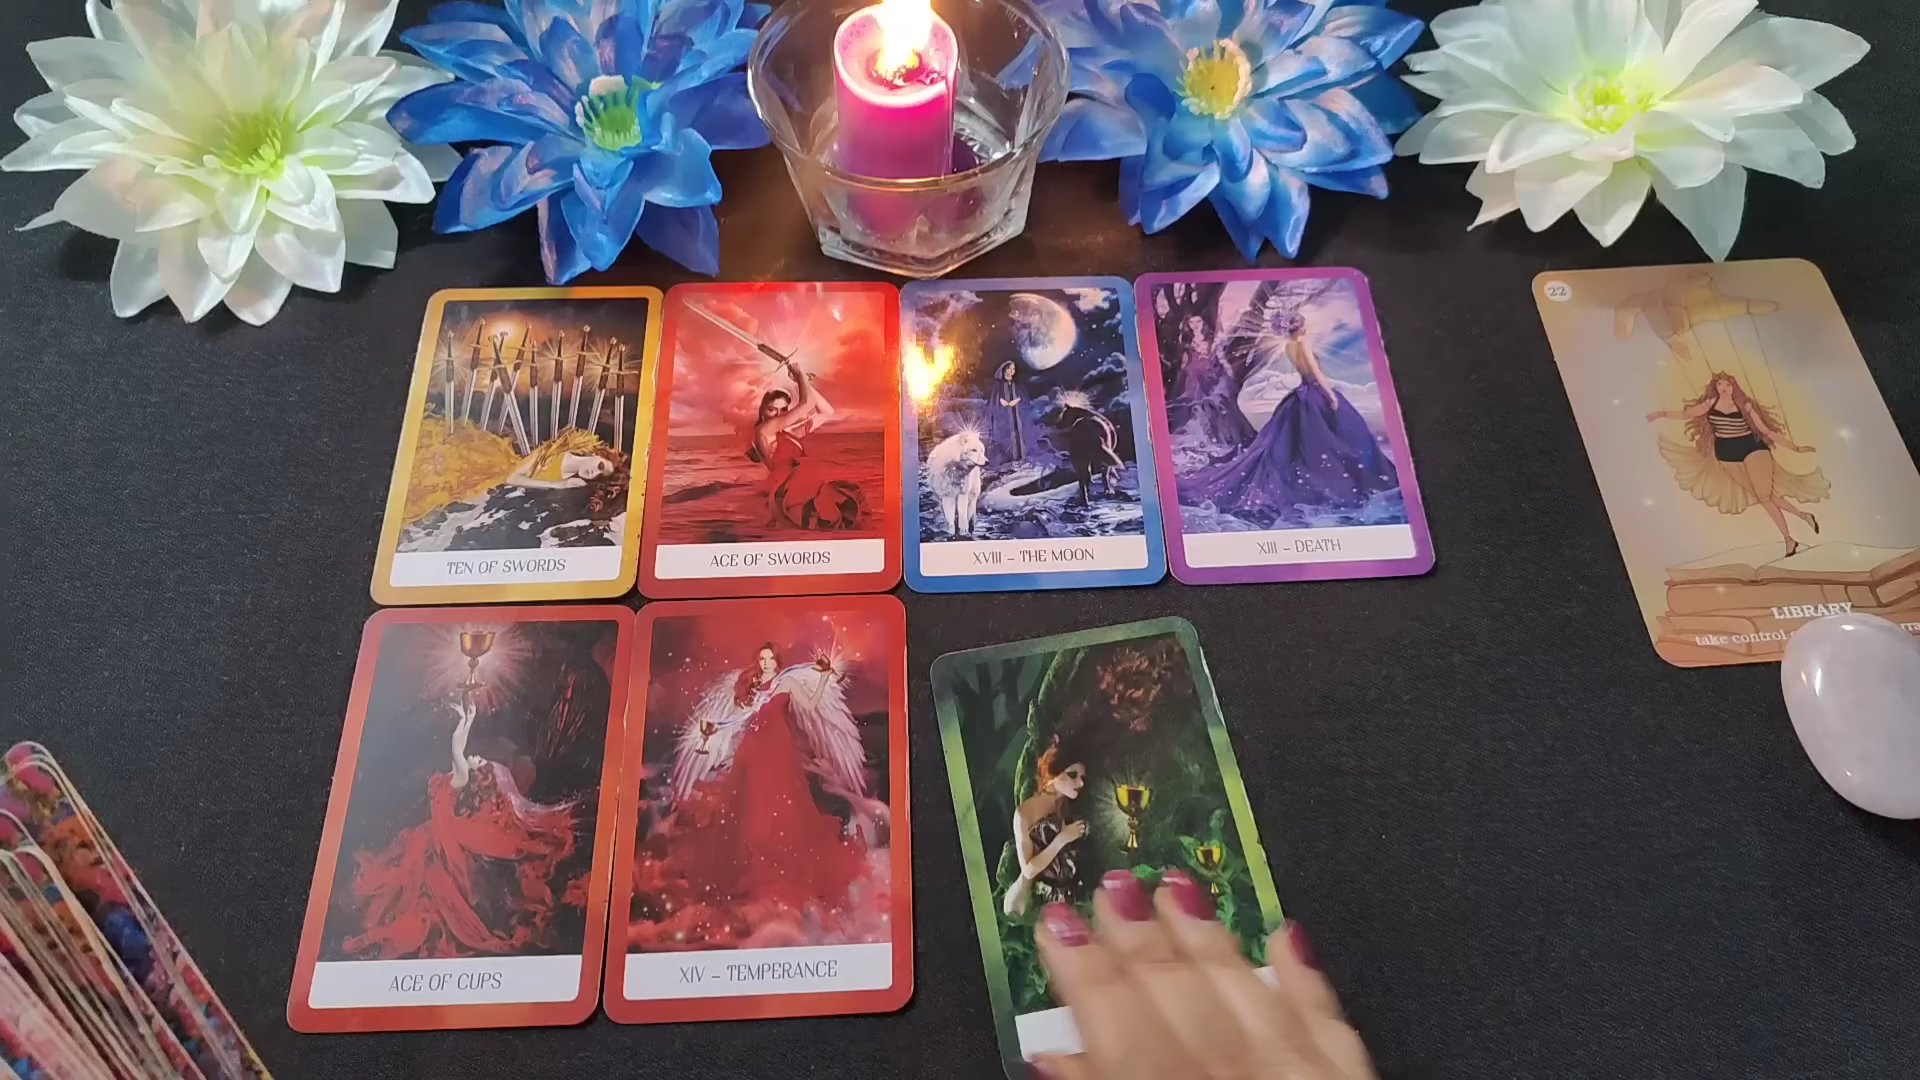 TEN OF SWORDS
ACE OF SWORDS
XVIII – THE MOON
XIII – DEATH
22
LIBRARY
take control
ACE OF CUPS
XIV – TEMPERANCE